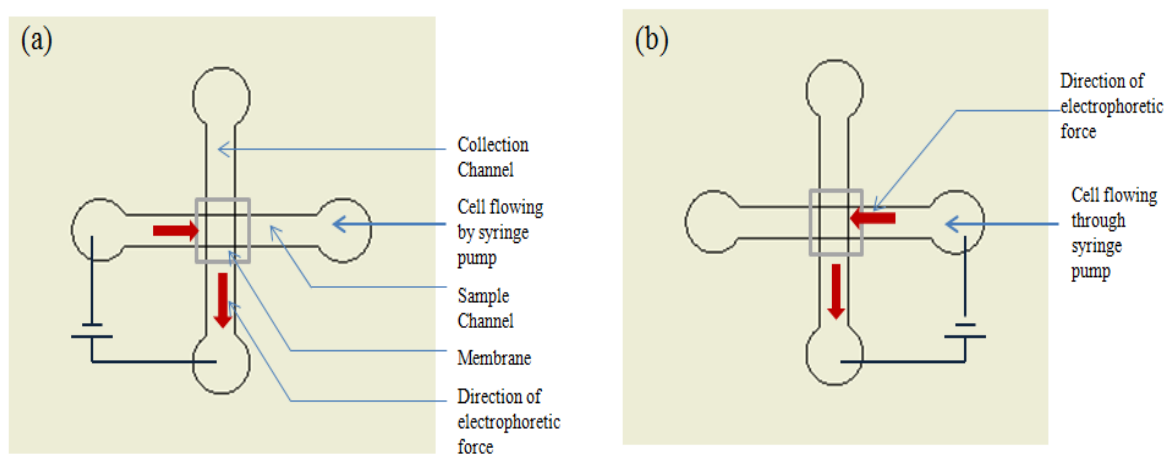 (a)
Collection
Channel
Cell flowing
by syringe
pump
Sample
Channel
Membrane
Direction of
electrophoretic
force
(b)
Direction of
electrophoretic
force
Cell flowing
through
syringe
pump